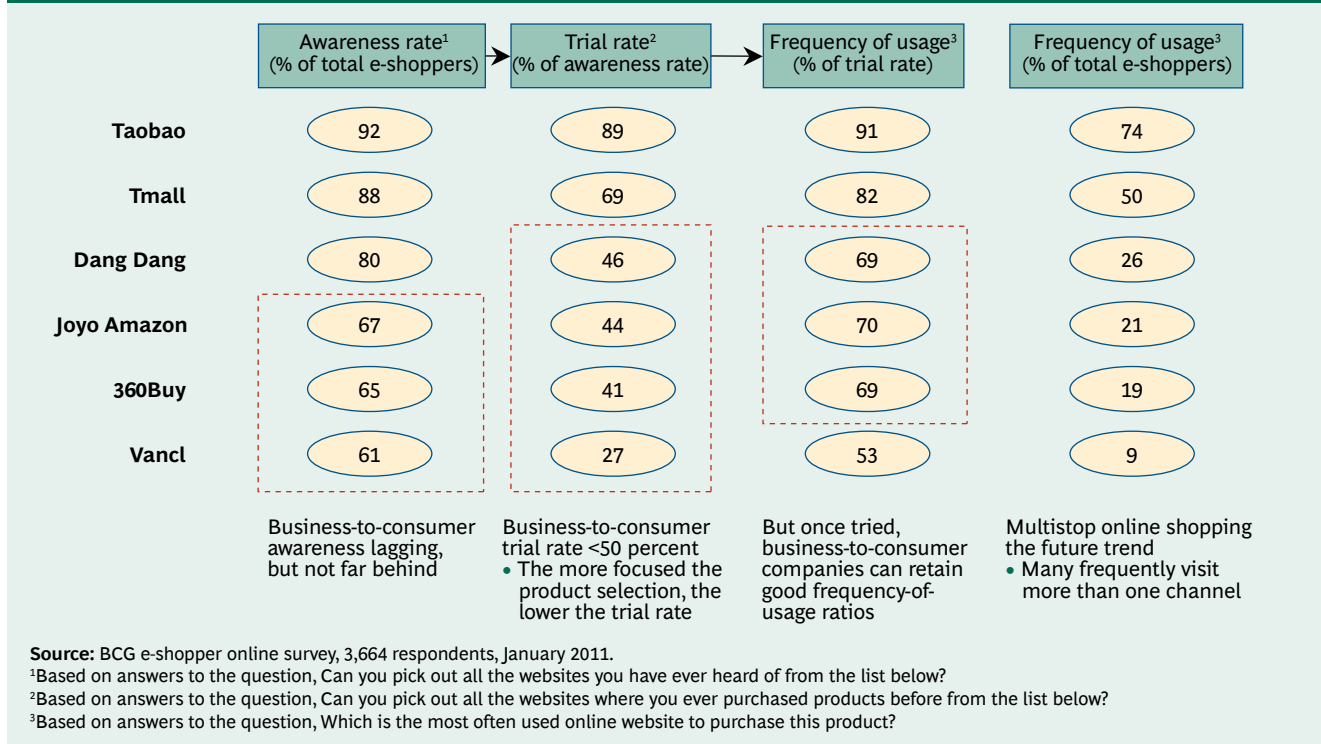 Awareness rate¹
(% of total e-shoppers)
Trial rate²
(% of awareness rate)
Frequency of usage³
(% of trial rate)
Frequency of usage³
(% of total e-shoppers)
Taobao 92 89 91 74
Tmall 88 69 82 50
Dang Dang 80 46 69 26
Joyo Amazon 67 44 70 21
360Buy 65 41 69 19
Vancl 61 27 53 9
Business-to-consumer
awareness lagging,
but not far behind
Business-to-consumer
trial rate <50 percent
• The more focused the
product selection, the
lower the trial rate
But once tried,
business-to-consumer
companies can retain
good frequency-of-
usage ratios
Multistop online shopping
the future trend
• Many frequently visit
more than one channel
Source: BCG e-shopper online survey, 3,664 respondents, January 2011.
¹Based on answers to the question, Can you pick out all the websites you have ever heard of from the list below?
²Based on answers to the question, Can you pick out all the websites where you ever purchased products before from the list below?
³Based on answers to the question, Which is the most often used online website to purchase this product?